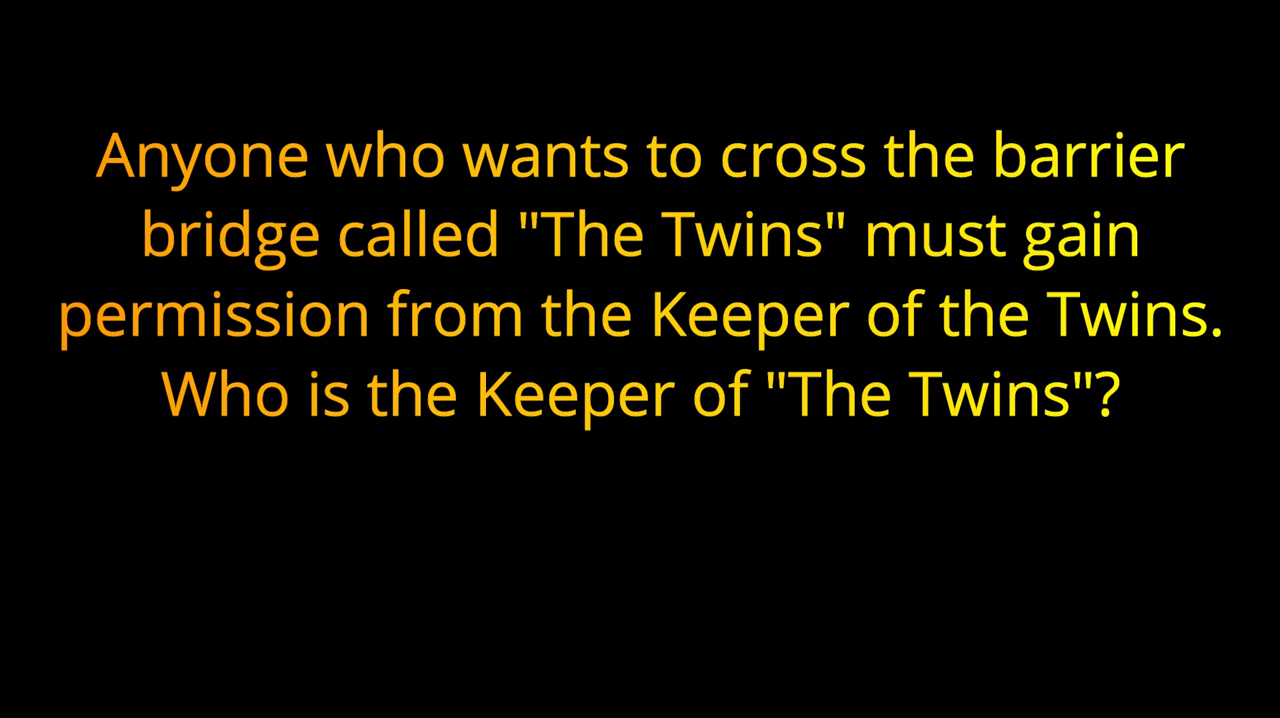 Anyone who wants to cross the barrier
bridge called "The Twins" must gain
permission from the Keeper of the Twins.
Who is the Keeper of "The Twins"?